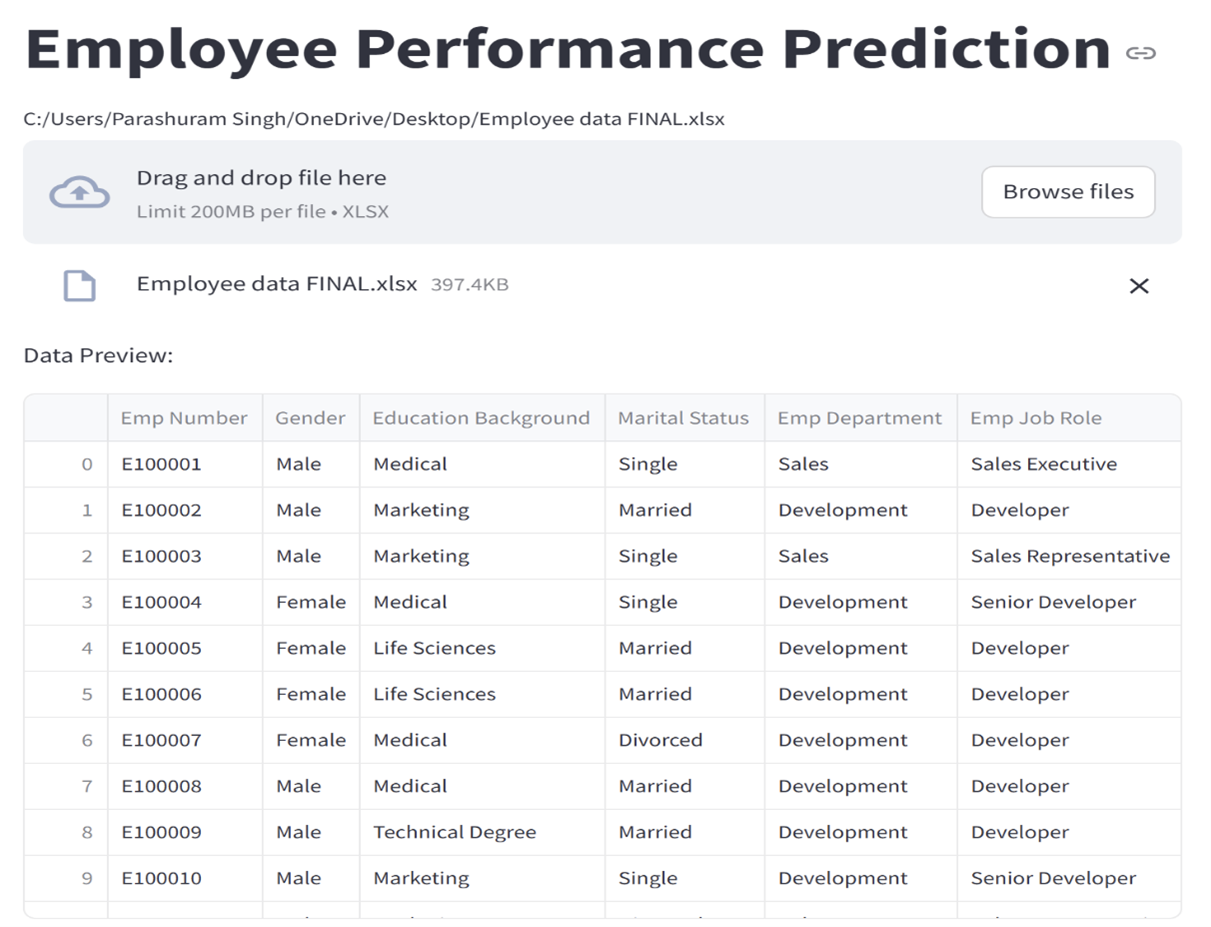 Employee Performance Prediction
C:/Users/Parashuram Singh/OneDrive/Desktop/Employee data FINAL.xlsx
Drag and drop file here
Limit 200MB per file • XLSX
Browse files
Employee data FINAL.xlsx 397.4KB
Data Preview:
Emp Number Gender Education Background Marital Status Emp Department Emp Job Role
0 E100001 Male Medical Single Sales Sales Executive
1 E100002 Male Marketing Married Development Developer
2 E100003 Male Marketing Single Sales Sales Representative
3 E100004 Female Medical Single Development Senior Developer
4 E100005 Female Life Sciences Married Development Developer
5 E100006 Female Life Sciences Married Development Developer
6 E100007 Female Medical Divorced Development Developer
7 E100008 Male Medical Married Development Developer
8 E100009 Male Technical Degree Married Development Developer
9 E100010 Male Marketing Single Development Senior Developer